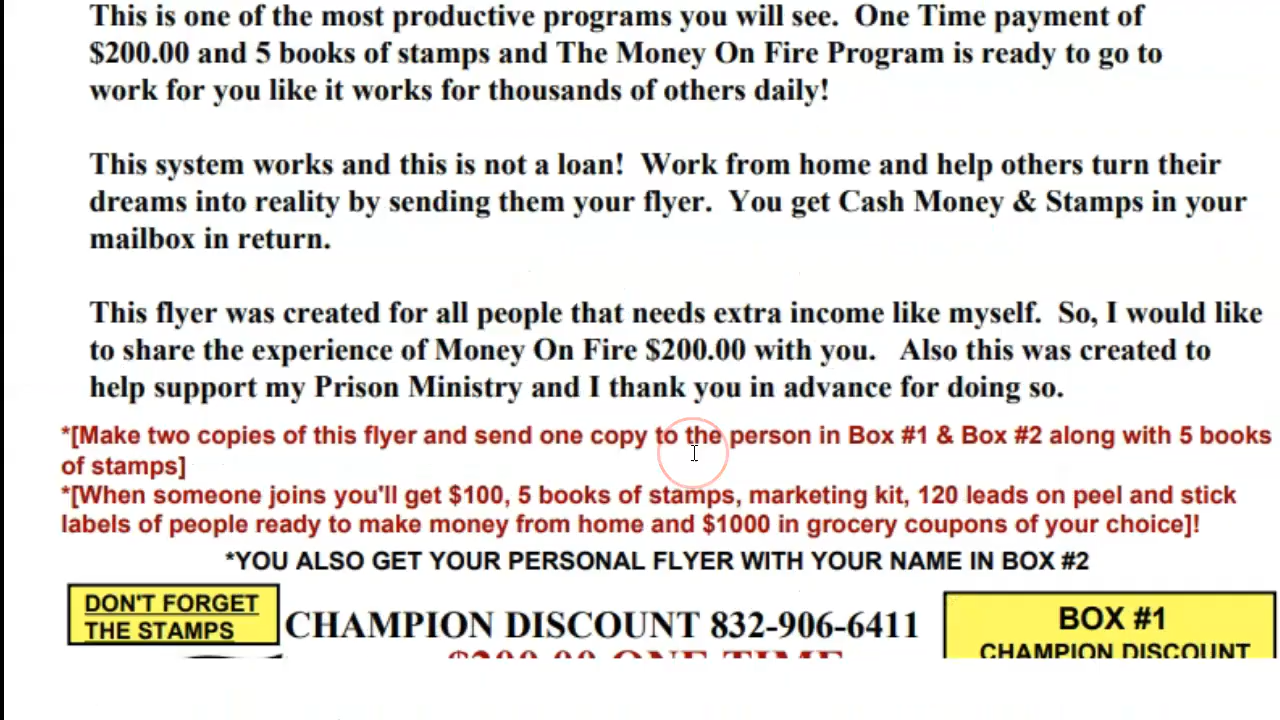 This is one of the most productive programs you will see.  One Time payment of
$200.00 and 5 books of stamps and The Money On Fire Program is ready to go to
work for you like it works for thousands of others daily!
This system works and this is not a loan!  Work from home and help others turn their
dreams into reality by sending them your flyer.  You get Cash Money & Stamps in your
mailbox in return.
This flyer was created for all people that needs extra income like myself.  So, I would like
to share the experience of Money On Fire $200.00 with you.   Also this was created to
help support my Prison Ministry and I thank you in advance for doing so.
*[Make two copies of this flyer and send one copy to the person in Box #1 & Box #2 along with 5 books
of stamps]
*[When someone joins you'll get $100, 5 books of stamps, marketing kit, 120 leads on peel and stick
labels of people ready to make money from home and $1000 in grocery coupons of your choice]!
*YOU ALSO GET YOUR PERSONAL FLYER WITH YOUR NAME IN BOX #2
DON'T FORGET
THE STAMPS
CHAMPION DISCOUNT 832-906-6411
$200.00 ONE TIME
BOX #1
CHAMPION DISCOUNT